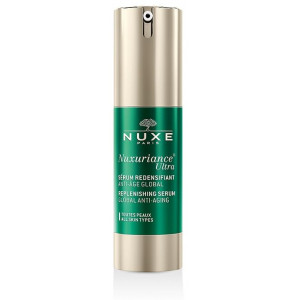 NUXE
PARIS
Nuxuriance®
Ultra
SÉRUM REDENSIFIANT
ANTI-ÂGE GLOBAL
REPLENISHING SERUM
GLOBAL ANTI-AGING
TOUTES PEAUX
ALL SKIN TYPES